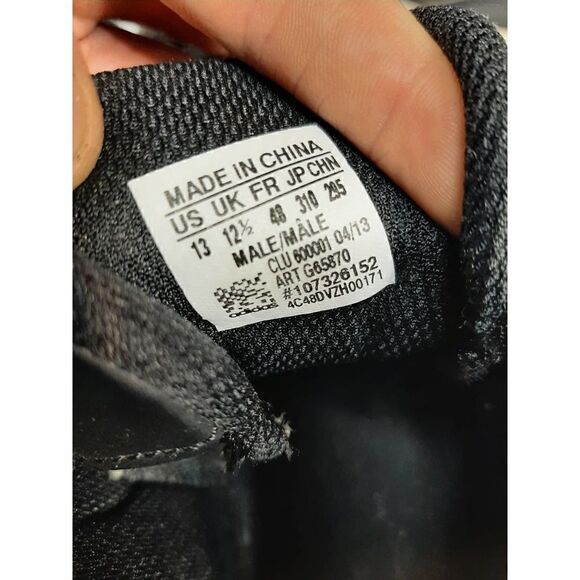 MADE IN CHINA
US UK FR JP CHN
13 12½ 48 310 295
MALE/MÂLE
CLU 600001 04/13
ART G65870
#107326152
adidas 4C48DVZH00171